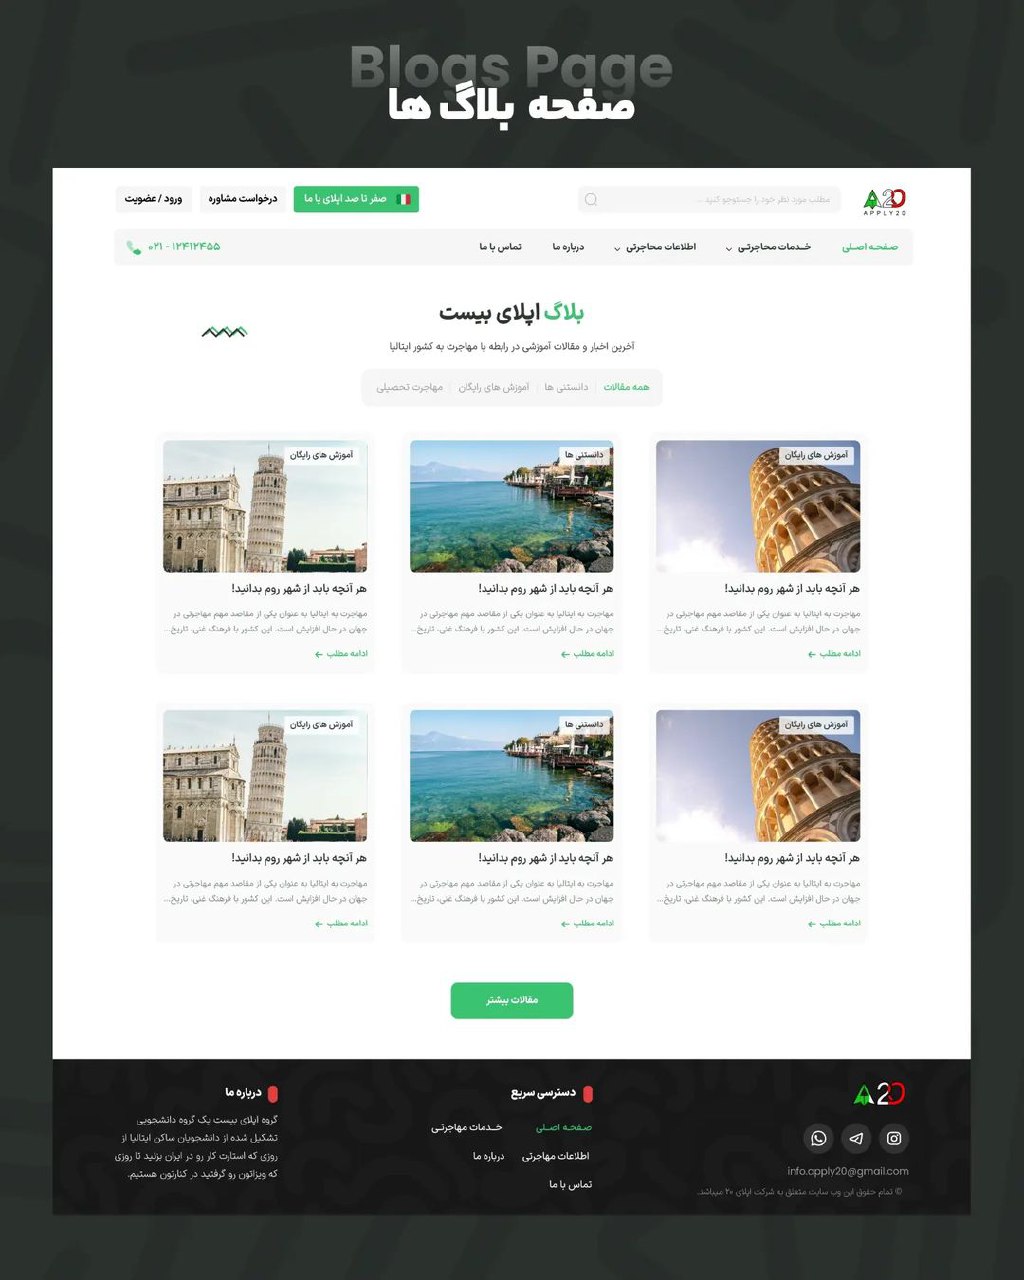 Blogs Page
صفحه بلاگ ها
A20
APPLY20
مطلب مورد نظر خود را جستوجو کنید...
صفر تا صد اپلای با ما
درخواست مشاوره
ورود / عضویت
صفحه اصلی
خدمات محاجرتی
اطلاعات محاجرتی
درباره ما
تماس با ما
۰۲۱ - ۱۲۴۱۲۴۵۵
بلاگ اپلای بیست
آخرین اخبار و مقالات آموزشی در رابطه با مهاجرت به کشور ایتالیا
همه مقالات
دانستنی ها
آموزش های رایگان
مهاجرت تحصیلی
آموزش های رایگان
هر آنچه باید از شهر روم بدانید!
مهاجرت به ایتالیا به عنوان یکی از مقاصد مهم مهاجرتی در
جهان در حال افزایش است. این کشور با فرهنگ غنی، تاریخ...
ادامه مطلب
دانستنی ها
هر آنچه باید از شهر روم بدانید!
مهاجرت به ایتالیا به عنوان یکی از مقاصد مهم مهاجرتی در
جهان در حال افزایش است. این کشور با فرهنگ غنی، تاریخ...
ادامه مطلب
آموزش های رایگان
هر آنچه باید از شهر روم بدانید!
مهاجرت به ایتالیا به عنوان یکی از مقاصد مهم مهاجرتی در
جهان در حال افزایش است. این کشور با فرهنگ غنی، تاریخ...
ادامه مطلب
آموزش های رایگان
هر آنچه باید از شهر روم بدانید!
مهاجرت به ایتالیا به عنوان یکی از مقاصد مهم مهاجرتی در
جهان در حال افزایش است. این کشور با فرهنگ غنی، تاریخ...
ادامه مطلب
دانستنی ها
هر آنچه باید از شهر روم بدانید!
مهاجرت به ایتالیا به عنوان یکی از مقاصد مهم مهاجرتی در
جهان در حال افزایش است. این کشور با فرهنگ غنی، تاریخ...
ادامه مطلب
آموزش های رایگان
هر آنچه باید از شهر روم بدانید!
مهاجرت به ایتالیا به عنوان یکی از مقاصد مهم مهاجرتی در
جهان در حال افزایش است. این کشور با فرهنگ غنی، تاریخ...
ادامه مطلب
مقالات بیشتر
A20
info.apply20@gmail.com
© تمام حقوق این وب سایت متعلق به شرکت اپلای ۲۰ میباشد.
دسترسی سریع
صفحه اصلی
خدمات مهاجرتی
اطلاعات مهاجرتی
درباره ما
تماس با ما
درباره ما
گروه اپلای بیست یک گروه دانشجویی
تشکیل شده از دانشجویان ساکن ایتالیا از
روزی که استارت کار رو در ایران بزنید تا روزی
که ویزاتون رو گرفتید در کنارتون هستیم.